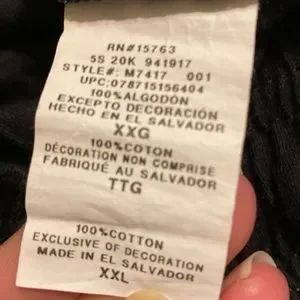 RN#15763
5S 20K 941917
STYLE#: M7417 001
UPC:078715156404
100%ALGODÓN
EXCEPTO DECORACIÓN
HECHO EN EL SALVADOR
XXG
100%COTON
DÉCORATION NON COMPRISE
FABRIQUÉ AU SALVADOR
TTG
100%COTTON
EXCLUSIVE OF DECORATION
MADE IN EL SALVADOR
XXL